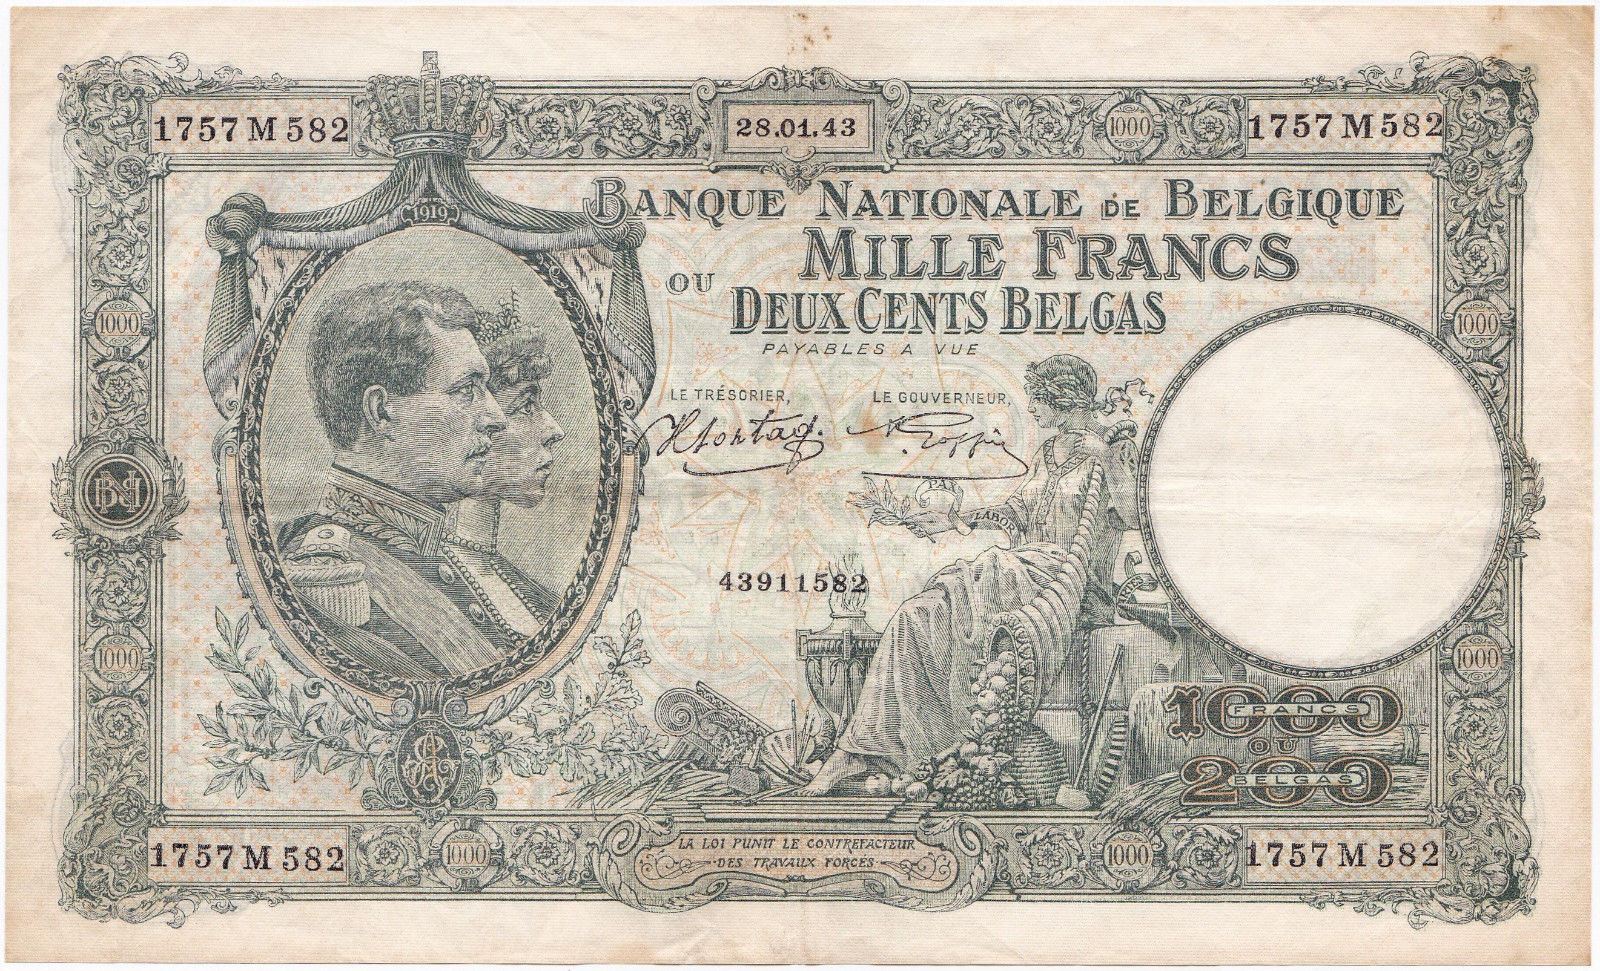 1757 M 582
28.01.43
1000
1757 M 582
1919
BANQUE NATIONALE DE BELGIQUE
MILLE FRANCS
OU
DEUX CENTS BELGAS
PAYABLES A VUE
1000
1000
LE TRÉSORIER,
LE GOUVERNEUR,
BN
PAX
LABOR
43911582
1000
1000
1000
FRANCS
OU
200
BELGAS
1757 M 582
1000
LA LOI PUNIT LE CONTREFACTEUR
DES TRAVAUX FORCÉS
1000
1757 M 582